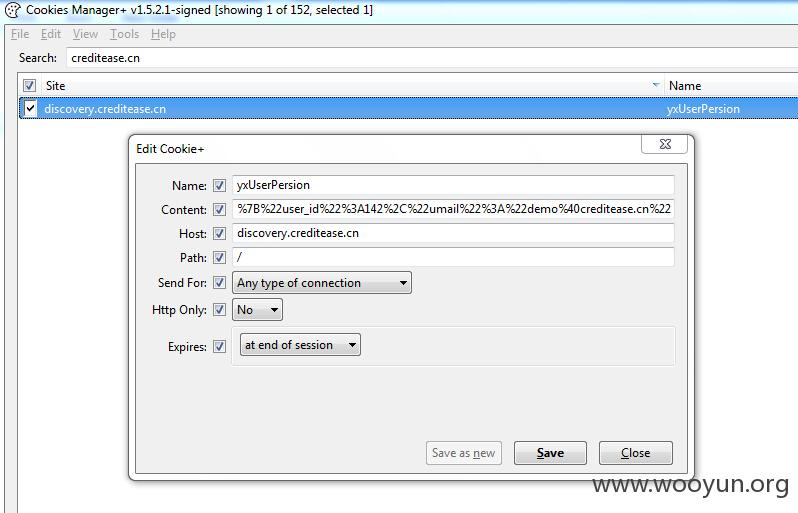 Cookies Manager+ v1.5.2.1-signed [showing 1 of 152, selected 1]
File Edit View Tools Help
Search: creditease.cn
Site Name
discovery.creditease.cn yxUserPersion
Edit Cookie+
Name: yxUserPersion
Content: %7B%22user_id%22%3A142%2C%22umail%22%3A%22demo%40creditease.cn%22
Host: discovery.creditease.cn
Path: /
Send For: Any type of connection
Http Only: No
Expires: at end of session
Save as new Save Close
www.wooyun.org